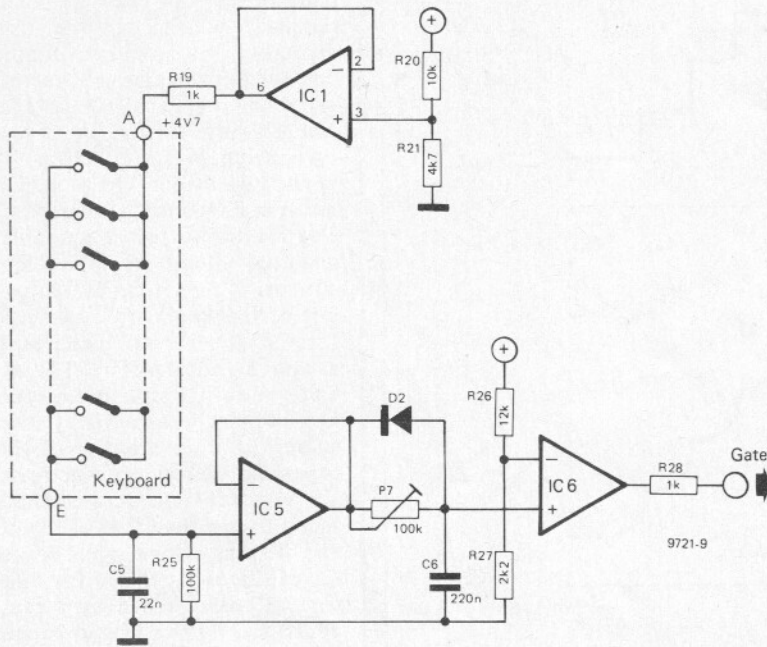 R20
10k
2
R19
1k
6
IC 1
3
A
+4V7
R21
4k7
Keyboard
E
D2
R26
12k
IC 5
P7
100k
IC 6
R28
1k
Gate
9721-9
C5
22n
R25
100k
C6
220n
R27
2k2